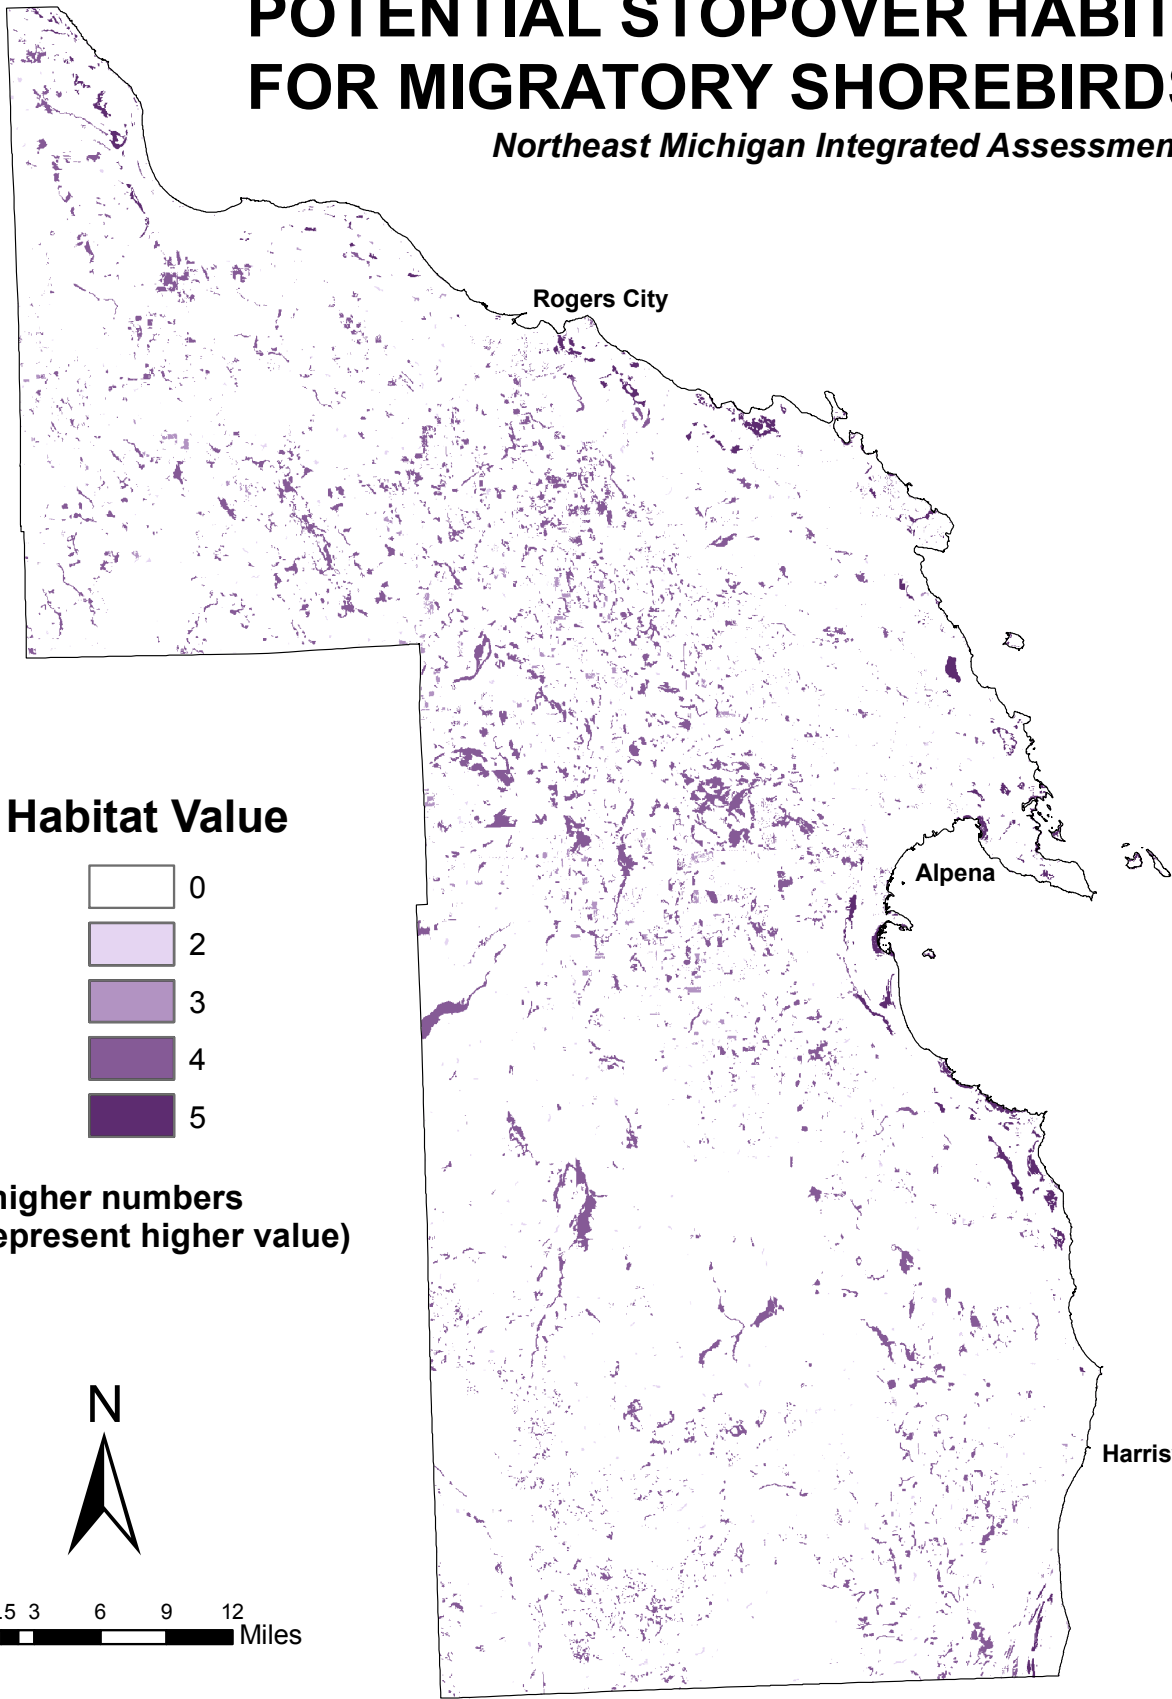 POTENTIAL STOPOVER HABIT
FOR MIGRATORY SHOREBIRDS
Northeast Michigan Integrated Assessmen
Rogers City
Habitat Value
0
2
3
4
5
Alpena
higher numbers
epresent higher value)
N
Harris
.5 3 6 9 12
Miles